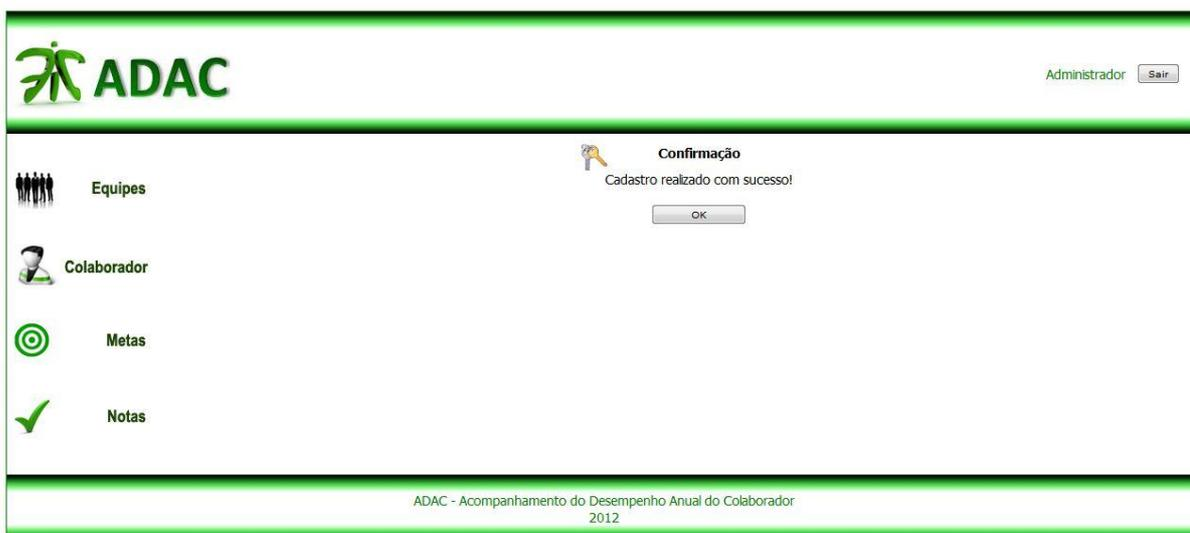 ADAC
Administrador Sair
Confirmação
Cadastro realizado com sucesso!
OK
Equipes
Colaborador
Metas
Notas
ADAC - Acompanhamento do Desempenho Anual do Colaborador
2012